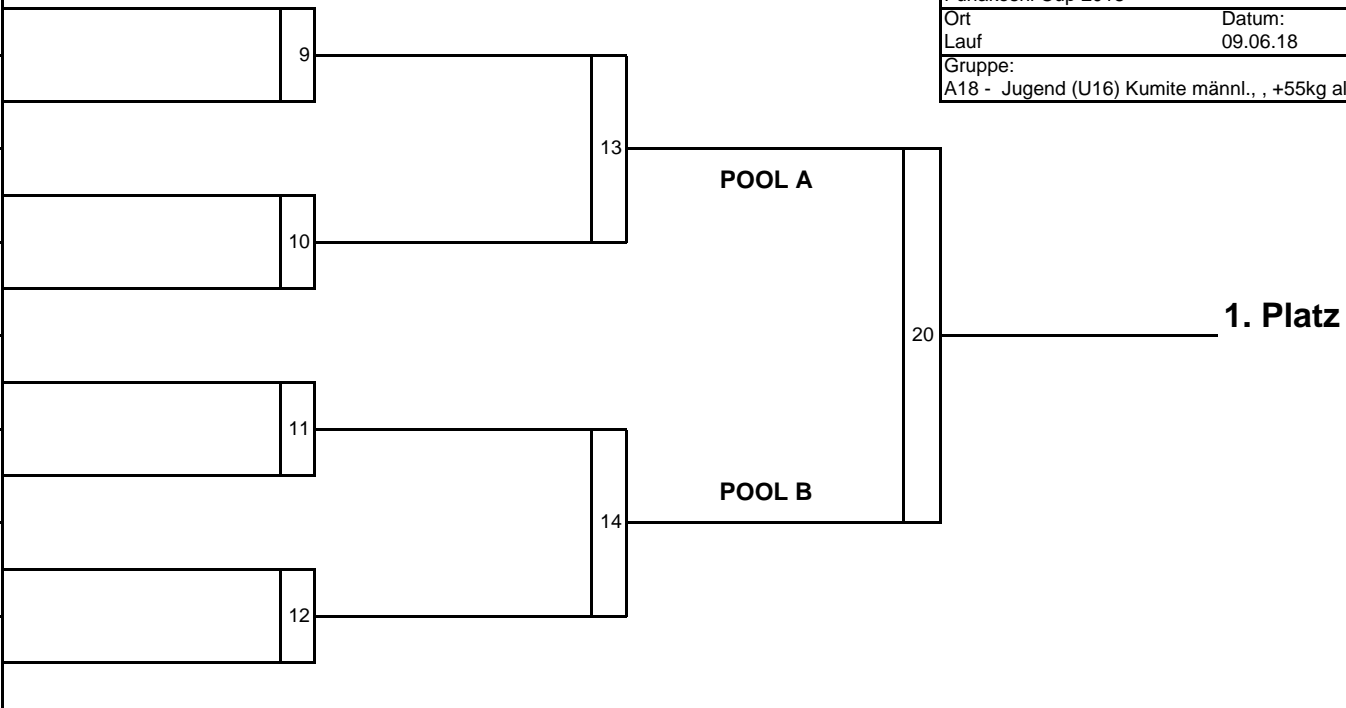 Ort Datum:
Lauf 09.06.18
Gruppe:
A18 - Jugend (U16) Kumite männl., , +55kg al
9
13
POOL A
10
1. Platz
20
11
POOL B
14
12